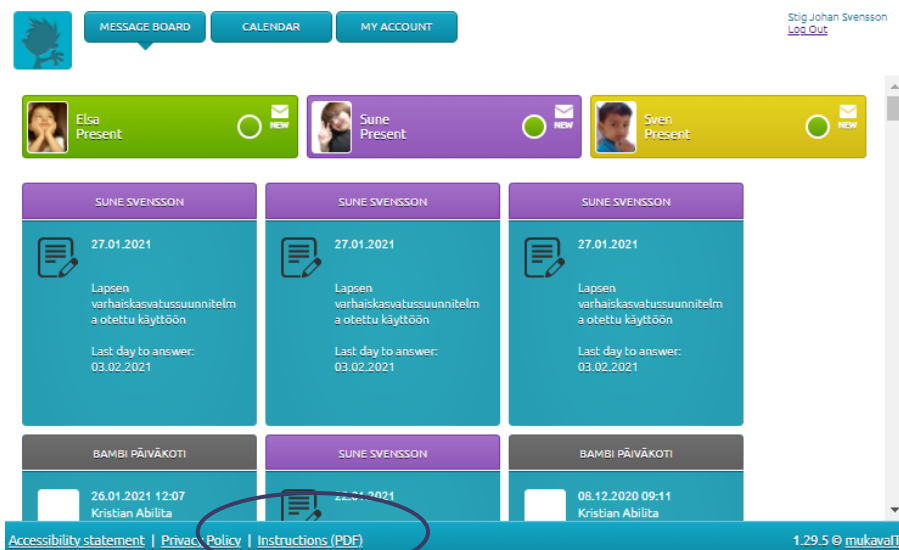 MESSAGE BOARD
CALENDAR
MY ACCOUNT
Stig Johan Svensson
Log Out
Elsa
Present
NEW
Sune
Present
NEW
Sven
Present
NEW
SUNE SVENSSON
27.01.2021
Lapsen
varhaiskasvatussuunnitelm
a otettu käyttöön
Last day to answer:
03.02.2021
SUNE SVENSSON
27.01.2021
Lapsen
varhaiskasvatussuunnitelm
a otettu käyttöön
Last day to answer:
03.02.2021
SUNE SVENSSON
27.01.2021
Lapsen
varhaiskasvatussuunnitelm
a otettu käyttöön
Last day to answer:
03.02.2021
BAMBI PÄIVÄKOTI
26.01.2021 12:07
Kristian Abilita
SUNE SVENSSON
22.01.2021
BAMBI PÄIVÄKOTI
08.12.2020 09:11
Kristian Abilita
Accessibility statement | Privacy Policy | Instructions (PDF)
1.29.5 © mukavaIT